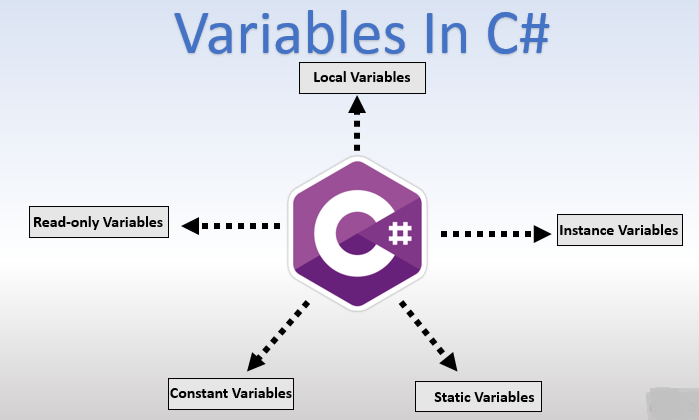 Variables In C#
Local Variables
Read-only Variables
Instance Variables
C#
Constant Variables
Static Variables